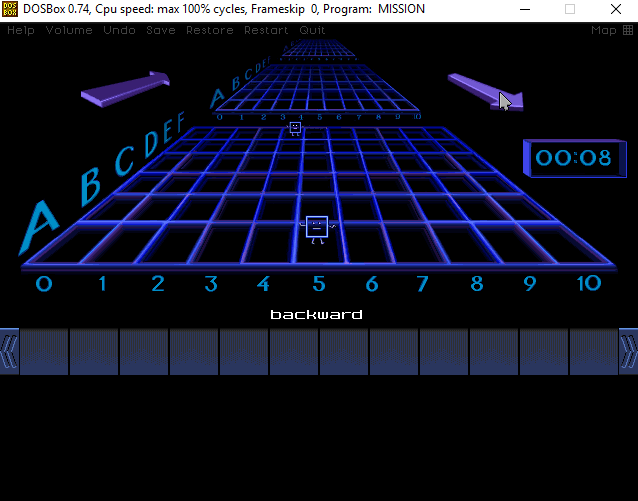 DOS
BOX
DOSBox 0.74, Cpu speed: max 100% cycles, Frameskip 0, Program: MISSION
Help Volume Undo Save Restore Restart Quit Map
A B C D E F
0 1 2 3 4 5 6 7 8 9 10
A B C D E F
00:08
0 1 2 3 4 5 6 7 8 9 10
backward